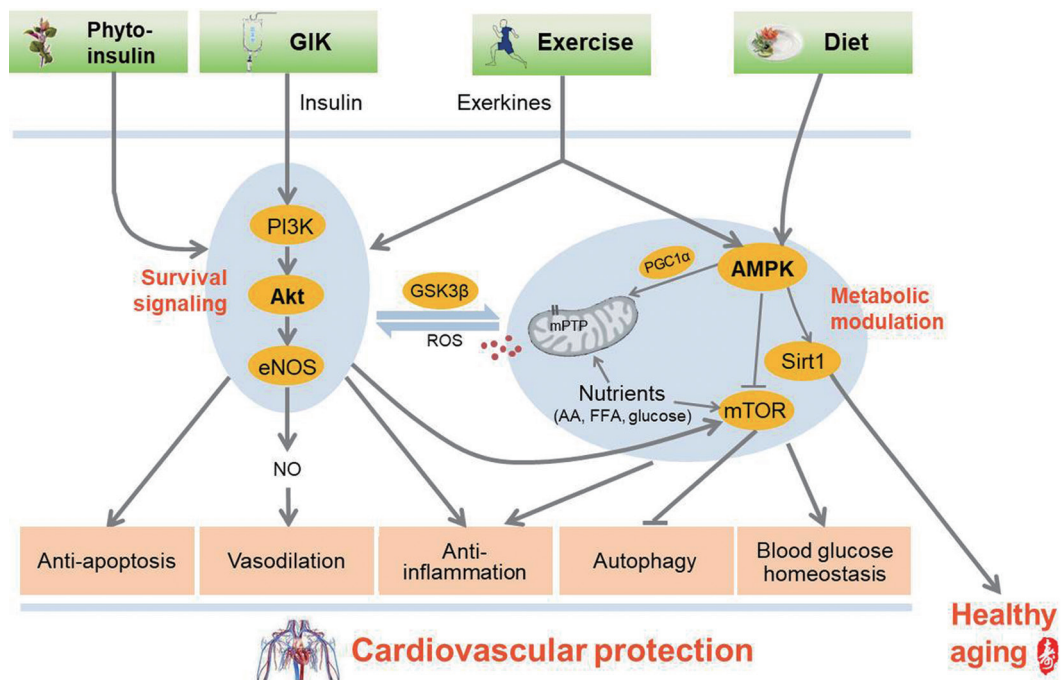 Phyto-
insulin
GIK
Exercise
Diet
Insulin
Exerkines
PI3K
Survival
signaling
Akt
eNOS
GSK3β
ROS
PGC1α
AMPK
mPTP
Metabolic
modulation
Sirt1
Nutrients
(AA, FFA, glucose)
mTOR
NO
Anti-apoptosis
Vasodilation
Anti-
inflammation
Autophagy
Blood glucose
homeostasis
Cardiovascular protection
Healthy
aging